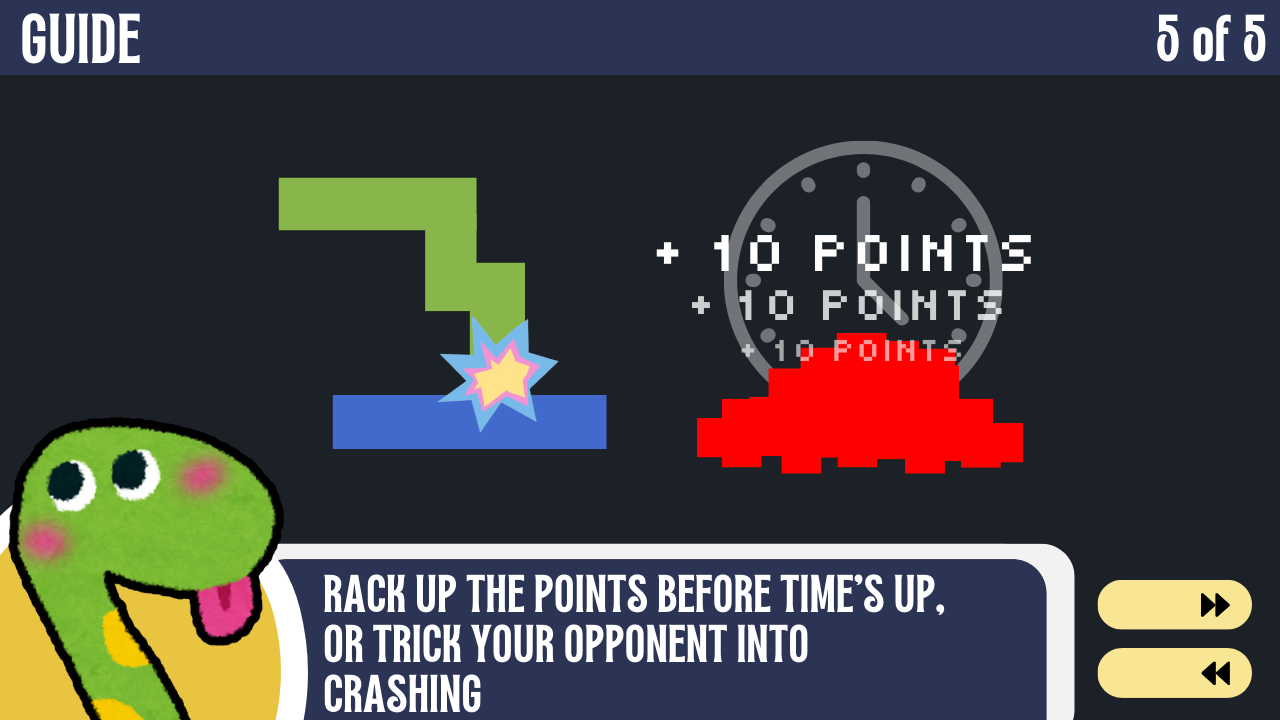 GUIDE
5 of 5
+ 10 POINTS
+ 10 POINTS
+ 10 POINTS
RACK UP THE POINTS BEFORE TIME'S UP,
OR TRICK YOUR OPPONENT INTO
CRASHING